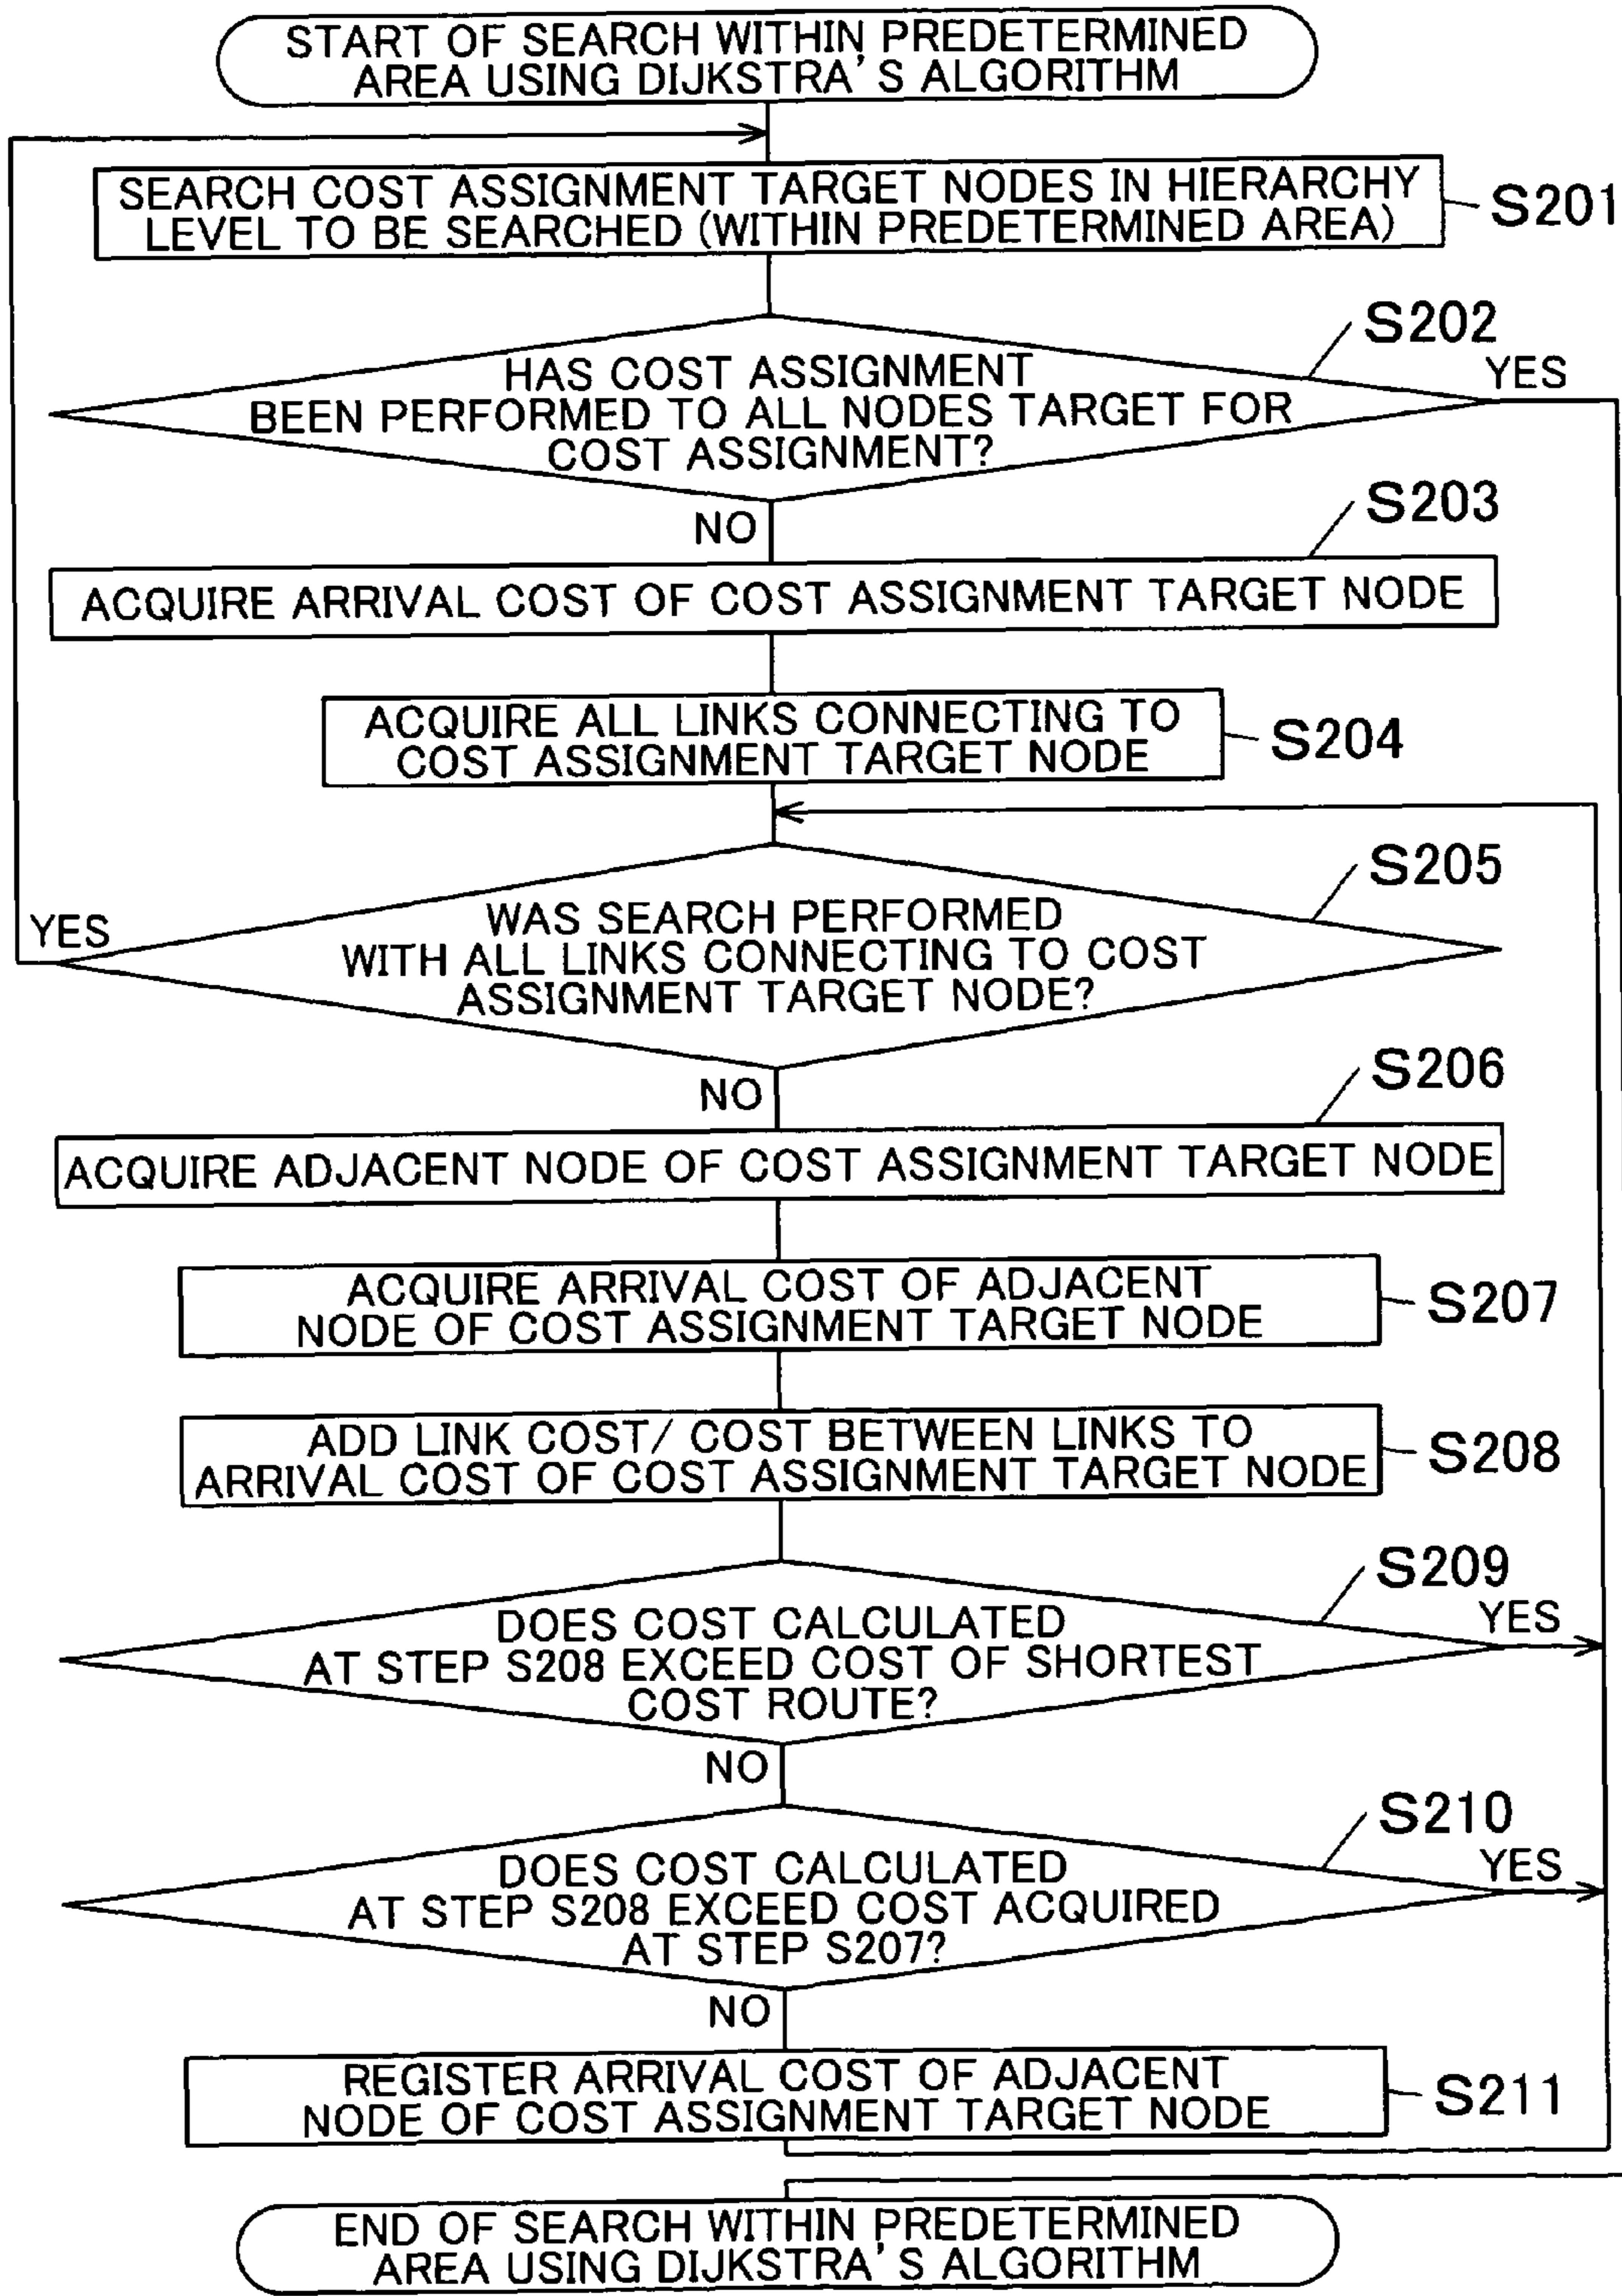 START OF SEARCH WITHIN PREDETERMINED
AREA USING DIJKSTRA'S ALGORITHM
SEARCH COST ASSIGNMENT TARGET NODES IN HIERARCHY
LEVEL TO BE SEARCHED (WITHIN PREDETERMINED AREA)
S201
S202
HAS COST ASSIGNMENT
BEEN PERFORMED TO ALL NODES TARGET FOR
COST ASSIGNMENT?
YES
NO
S203
ACQUIRE ARRIVAL COST OF COST ASSIGNMENT TARGET NODE
ACQUIRE ALL LINKS CONNECTING TO
COST ASSIGNMENT TARGET NODE
S204
S205
WAS SEARCH PERFORMED
WITH ALL LINKS CONNECTING TO COST
ASSIGNMENT TARGET NODE?
YES
NO
S206
ACQUIRE ADJACENT NODE OF COST ASSIGNMENT TARGET NODE
ACQUIRE ARRIVAL COST OF ADJACENT
NODE OF COST ASSIGNMENT TARGET NODE
S207
ADD LINK COST/ COST BETWEEN LINKS TO
ARRIVAL COST OF COST ASSIGNMENT TARGET NODE
S208
S209
DOES COST CALCULATED
AT STEP S208 EXCEED COST OF SHORTEST
COST ROUTE?
YES
NO
S210
DOES COST CALCULATED
AT STEP S208 EXCEED COST ACQUIRED
AT STEP S207?
YES
NO
REGISTER ARRIVAL COST OF ADJACENT
NODE OF COST ASSIGNMENT TARGET NODE
S211
END OF SEARCH WITHIN PREDETERMINED
AREA USING DIJKSTRA'S ALGORITHM